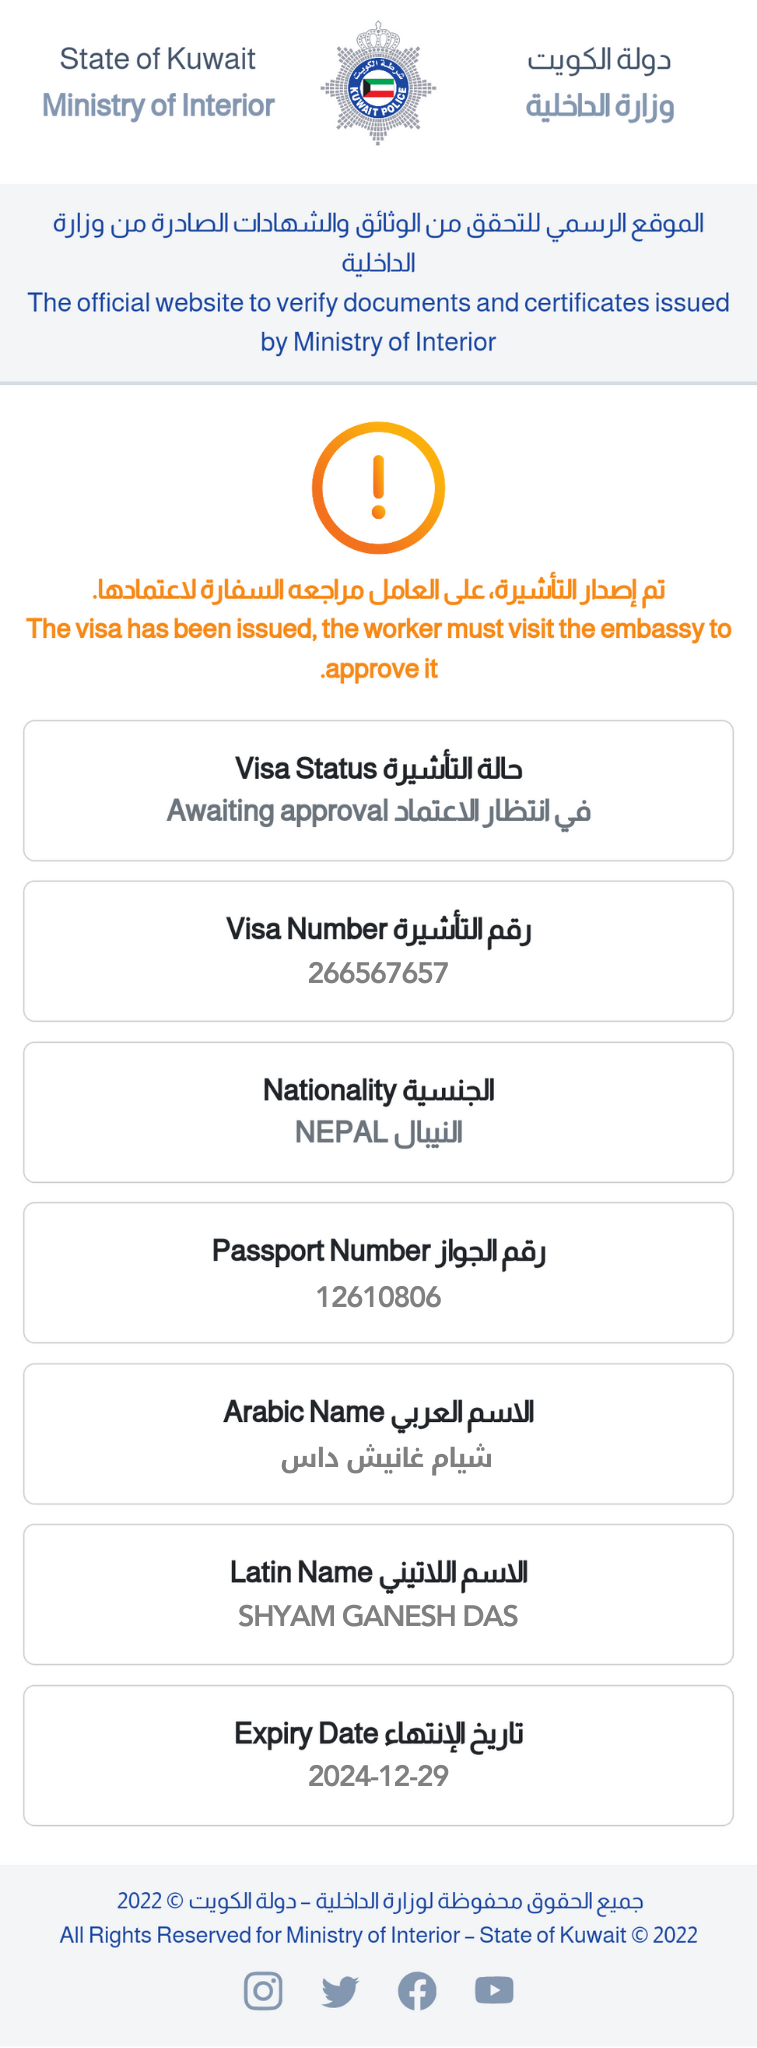 State of Kuwait
Ministry of Interior
شرطة الكويت
KUWAIT POLICE
دولة الكويت
وزارة الداخلية
الموقع الرسمي للتحقق من الوثائق والشهادات الصادرة من وزارة
الداخلية
The official website to verify documents and certificates issued
by Ministry of Interior
تم إصدار التأشيرة، على العامل مراجعه السفارة لاعتمادها.
The visa has been issued, the worker must visit the embassy to
.approve it
Visa Status حالة التأشيرة
Awaiting approval في انتظار الاعتماد
Visa Number رقم التأشيرة
266567657
Nationality الجنسية
NEPAL النيبال
Passport Number رقم الجواز
12610806
Arabic Name الاسم العربي
شيام غانيش داس
Latin Name الاسم اللاتيني
SHYAM GANESH DAS
Expiry Date تاريخ الإنتهاء
2024-12-29
جميع الحقوق محفوظة لوزارة الداخلية – دولة الكويت © 2022
All Rights Reserved for Ministry of Interior – State of Kuwait © 2022